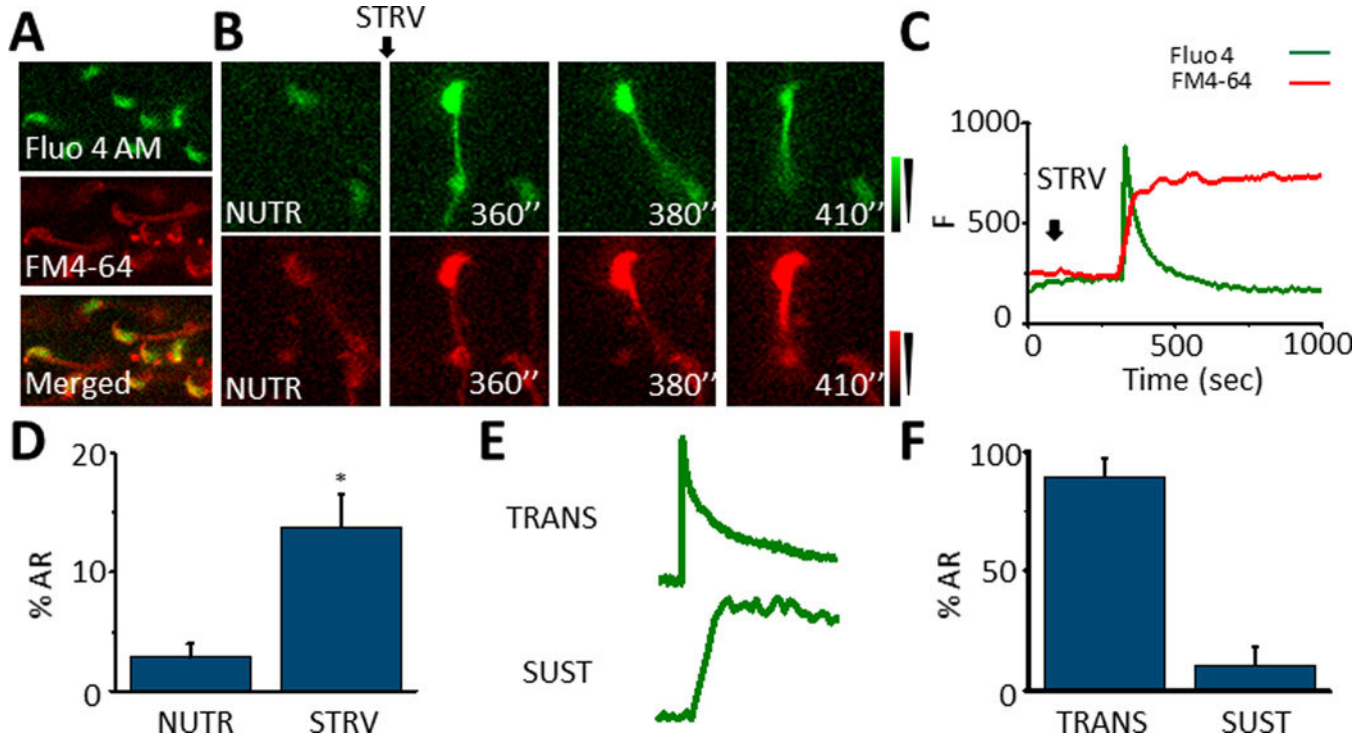 A
Fluo 4 AM
FM4-64
Merged
B
STRV
NUTR
360’’
380’’
410’’
NUTR
360’’
380’’
410’’
C
Fluo 4
FM4-64
1000
500
0
F
STRV
0
500
1000
Time (sec)
D
20
10
0
% AR
*
NUTR
STRV
E
TRANS
SUST
F
100
50
0
% AR
TRANS
SUST